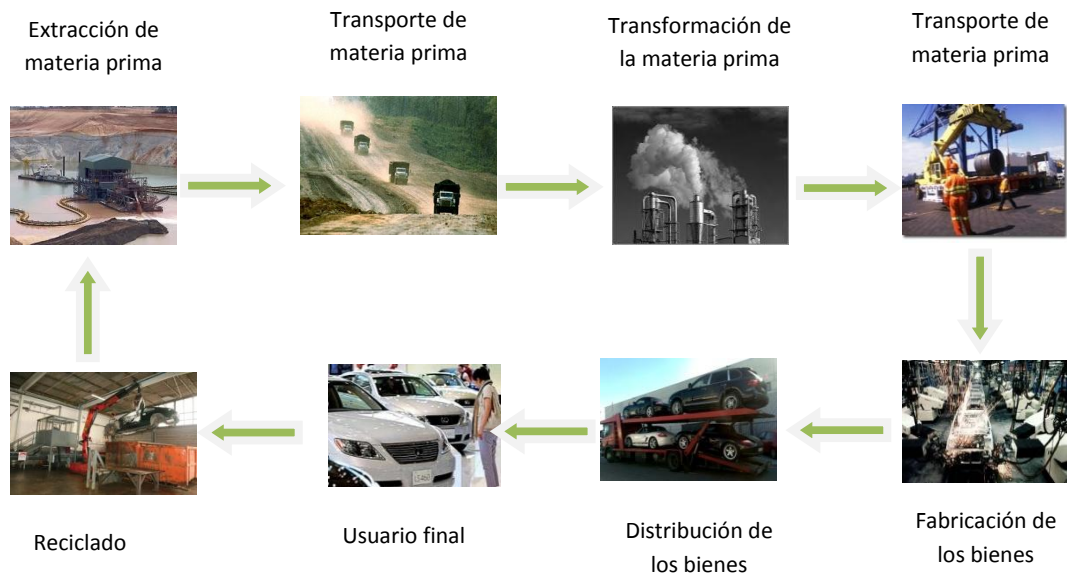 Extracción de
materia prima
Transporte de
materia prima
Transformación de
la materia prima
Transporte de
materia prima
Reciclado
Usuario final
Distribución de
los bienes
Fabricación de
los bienes